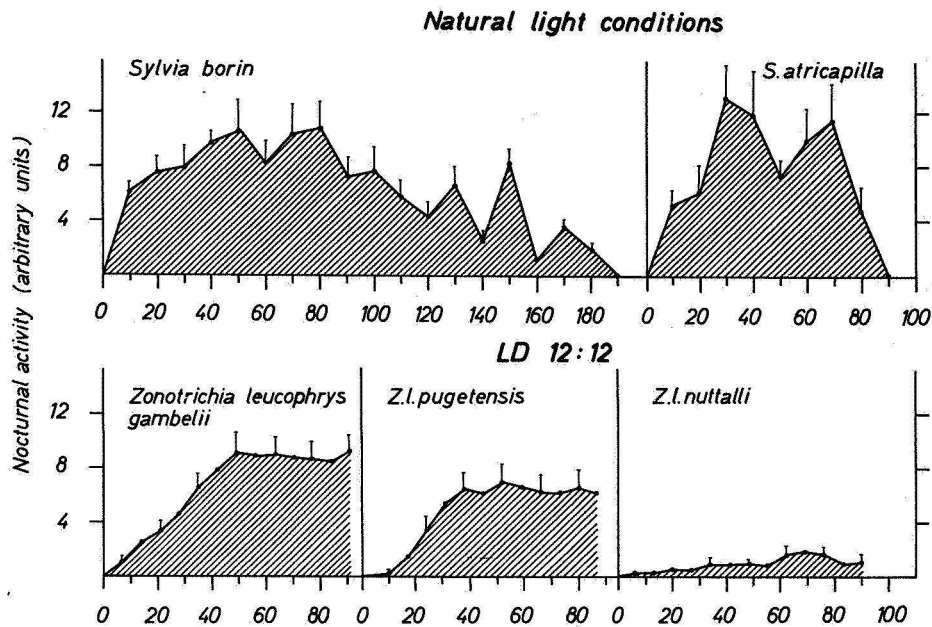 Natural light conditions
Sylvia borin
S. atricapilla
Nocturnal activity (arbitrary units)
12
8
4
0 20 40 60 80 100 120 140 160 180
0 20 40 60 80 100
LD 12:12
Zonotrichia leucophrys
gambelii
Z.l. pugetensis
Z.l. nuttalli
12
8
4
0 20 40 60 80
0 20 40 60 80
0 20 40 60 80 100